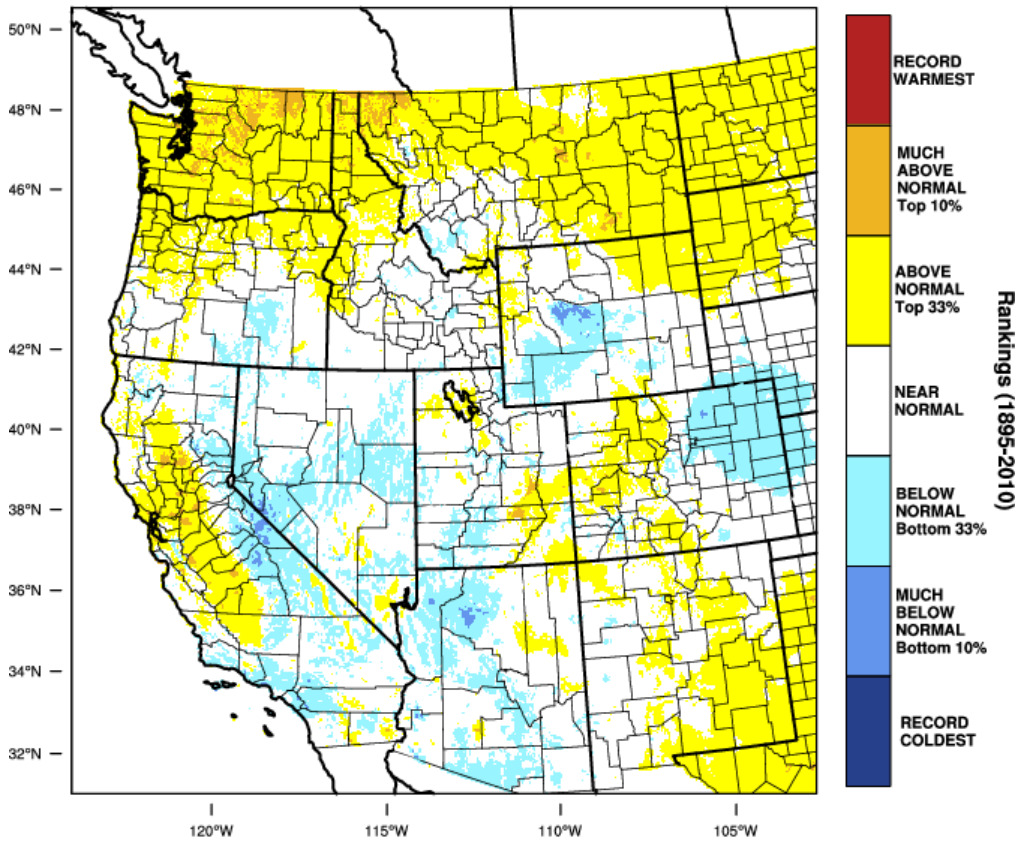 50°N
48°N
46°N
44°N
42°N
40°N
38°N
36°N
34°N
32°N
120°W
115°W
110°W
105°W
RECORD
WARMEST
MUCH
ABOVE
NORMAL
Top 10%
ABOVE
NORMAL
Top 33%
NEAR
NORMAL
BELOW
NORMAL
Bottom 33%
MUCH
BELOW
NORMAL
Bottom 10%
RECORD
COLDEST
Rankings (1895-2010)